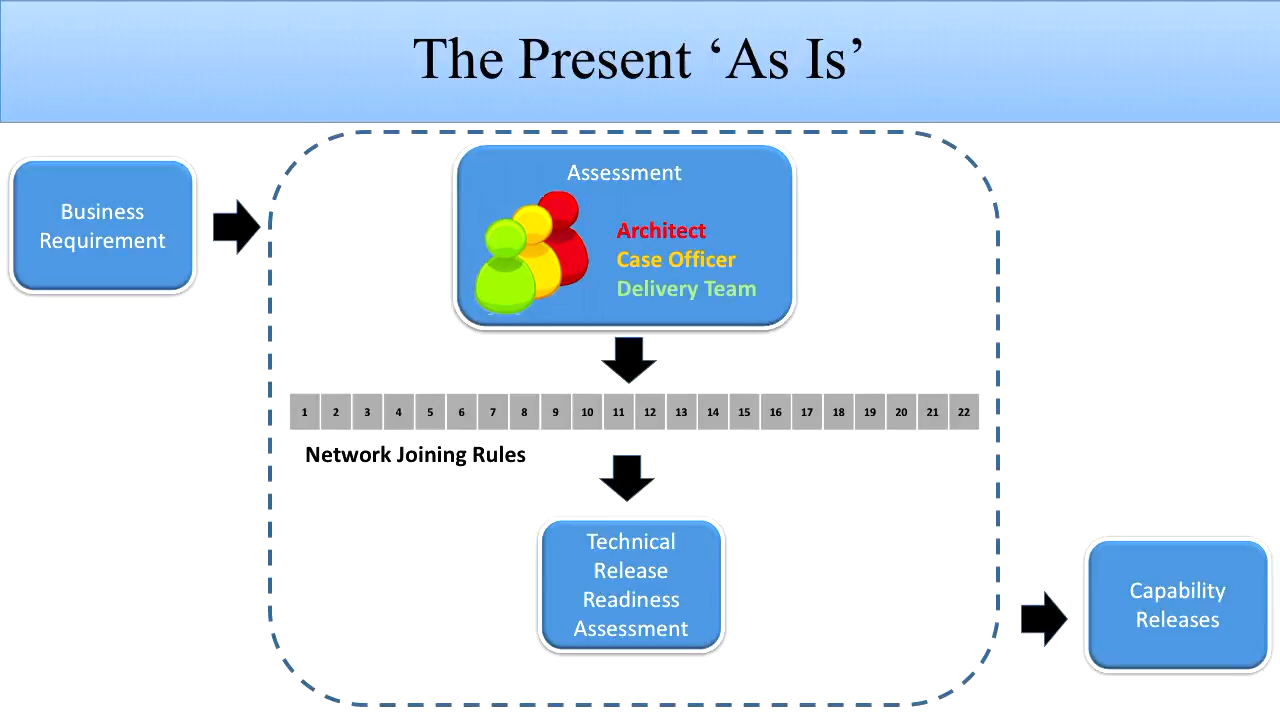 The Present ‘As Is’
Business
Requirement
Assessment
Architect
Case Officer
Delivery Team
1 2 3 4 5 6 7 8 9 10 11 12 13 14 15 16 17 18 19 20 21 22
Network Joining Rules
Technical
Release
Readiness
Assessment
Capability
Releases